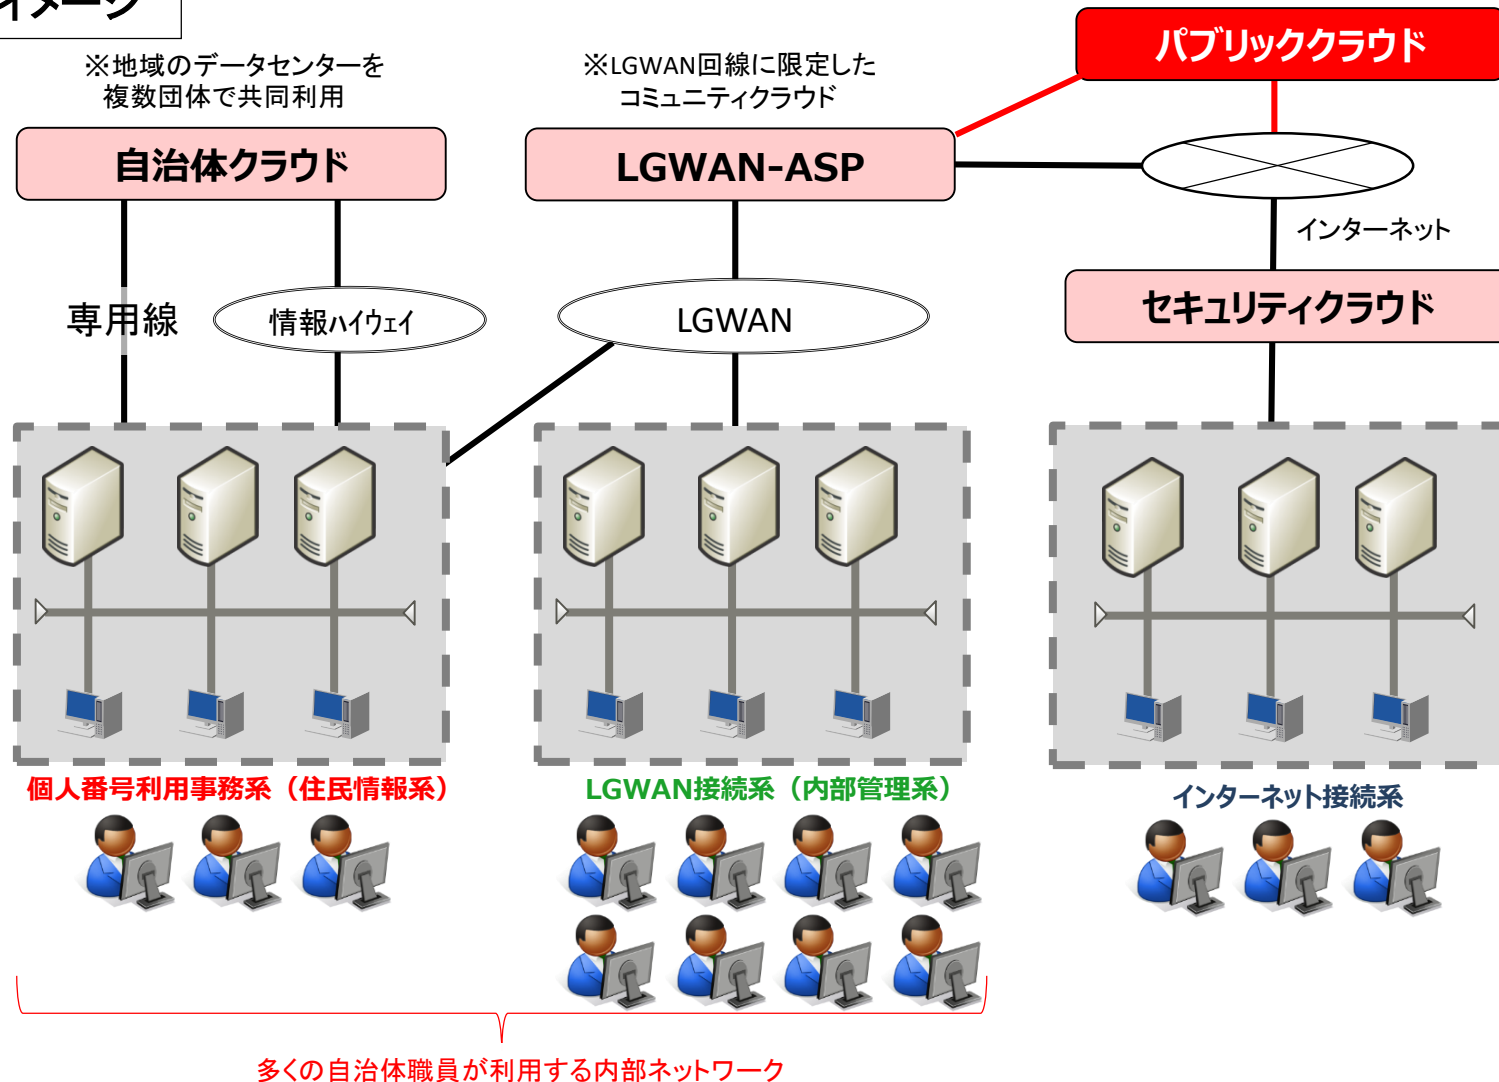 イメージ
パブリッククラウド
※地域のデータセンターを
複数団体で共同利用
※LGWAN回線に限定した
コミュニティクラウド
自治体クラウド
LGWAN-ASP
インターネット
専用線
情報ハイウェイ
LGWAN
セキュリティクラウド
個人番号利用事務系（住民情報系）
LGWAN接続系（内部管理系）
インターネット接続系
多くの自治体職員が利用する内部ネットワーク